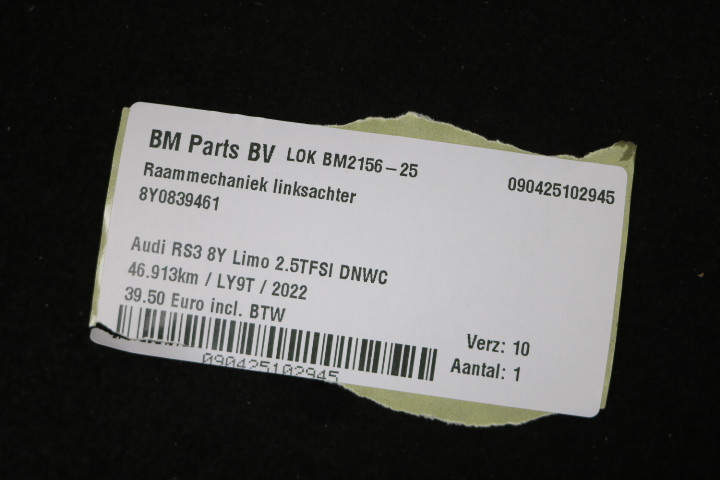 BM Parts BV LOK BM2156-25 090425102945
Raammechaniek linksachter
8Y0839461
Audi RS3 8Y Limo 2.5TFSI DNWC
46.913km / LY9T / 2022
39.50 Euro incl. BTW
Verz: 10
Aantal: 1
090425102945